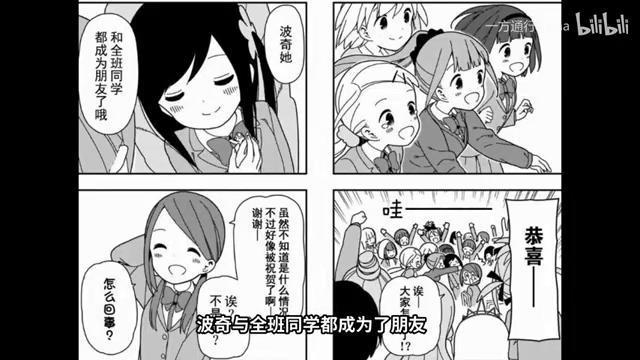 一方通行
bilibili
波奇她
和全班同学
都成为朋友了哦
恭喜——
哇————
诶——
大家怎么了!?
虽然不知道是什么情况
不过好像被祝贺了啊—
谢谢—
诶?
不是?
怎么回事?
波奇与全班同学都成为了朋友